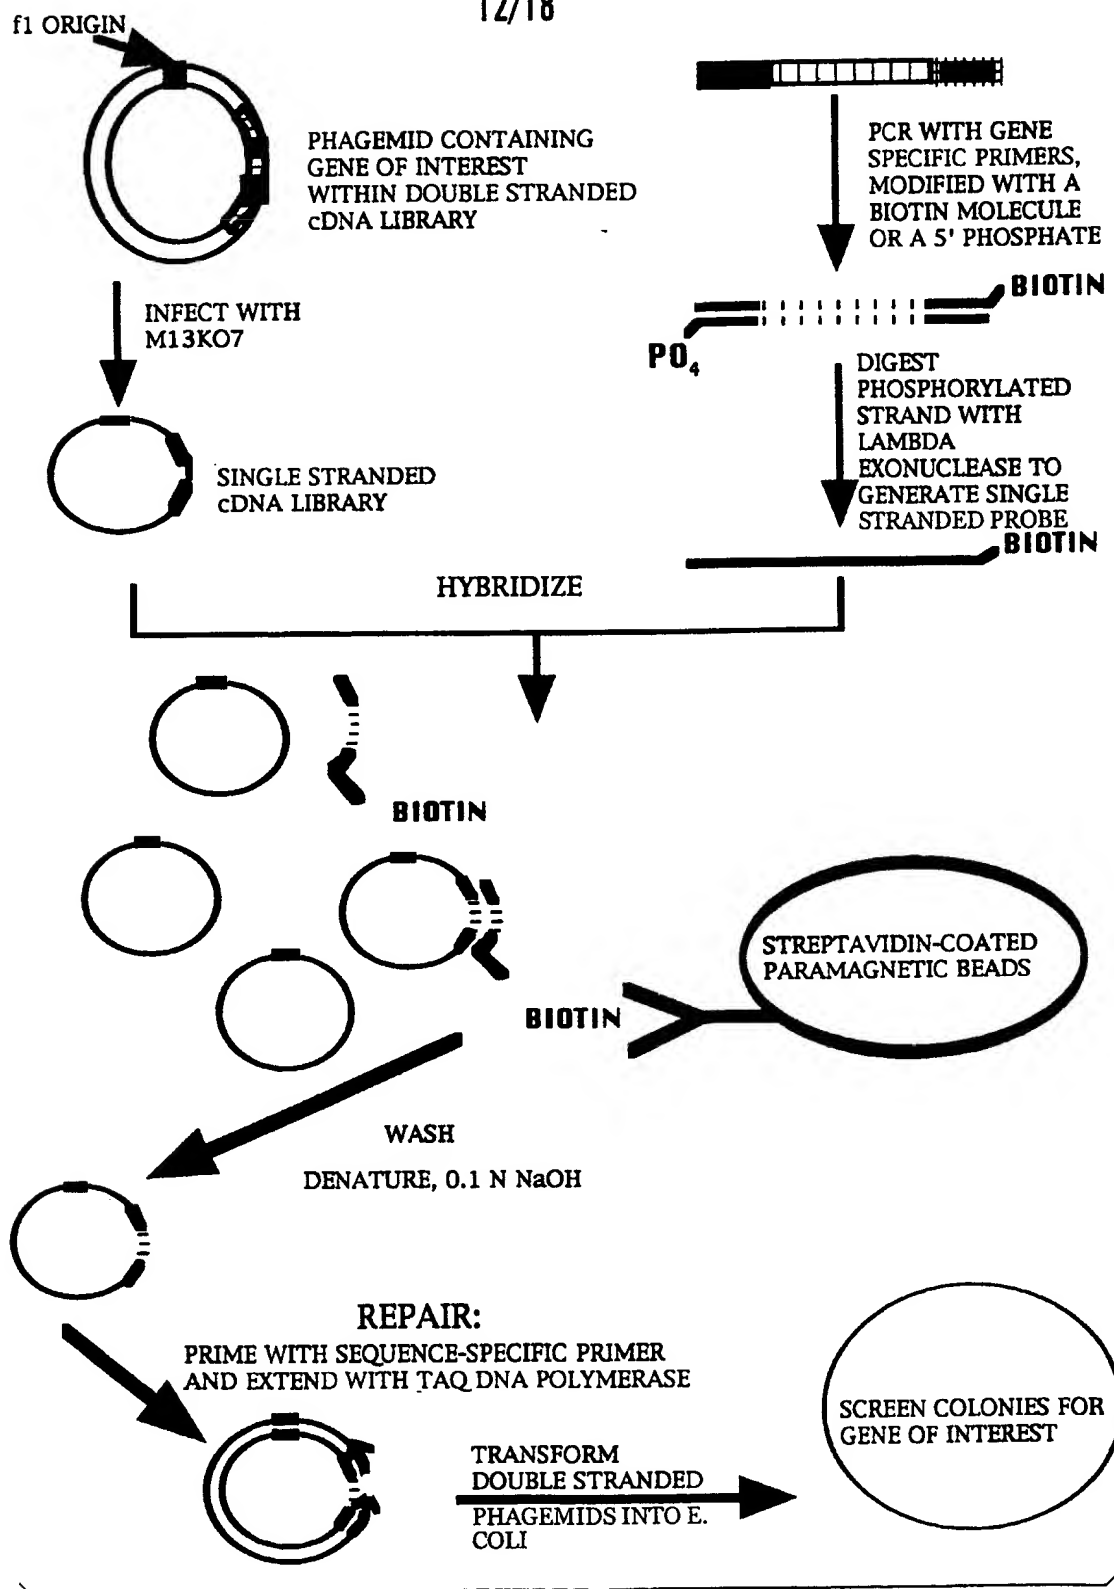 12/18
f1 ORIGIN
PHAGEMID CONTAINING
GENE OF INTEREST
WITHIN DOUBLE STRANDED
cDNA LIBRARY
PCR WITH GENE
SPECIFIC PRIMERS,
MODIFIED WITH A
BIOTIN MOLECULE
OR A 5' PHOSPHATE
INFECT WITH
M13KO7
BIOTIN
PO4
DIGEST
PHOSPHORYLATED
STRAND WITH
LAMBDA
EXONUCLEASE TO
GENERATE SINGLE
STRANDED PROBE
SINGLE STRANDED
cDNA LIBRARY
BIOTIN
HYBRIDIZE
BIOTIN
STREPTAVIDIN-COATED
PARAMAGNETIC BEADS
BIOTIN
WASH
DENATURE, 0.1 N NaOH
REPAIR:
PRIME WITH SEQUENCE-SPECIFIC PRIMER
AND EXTEND WITH TAQ DNA POLYMERASE
TRANSFORM
DOUBLE STRANDED
PHAGEMIDS INTO E.
COLI
SCREEN COLONIES FOR
GENE OF INTEREST